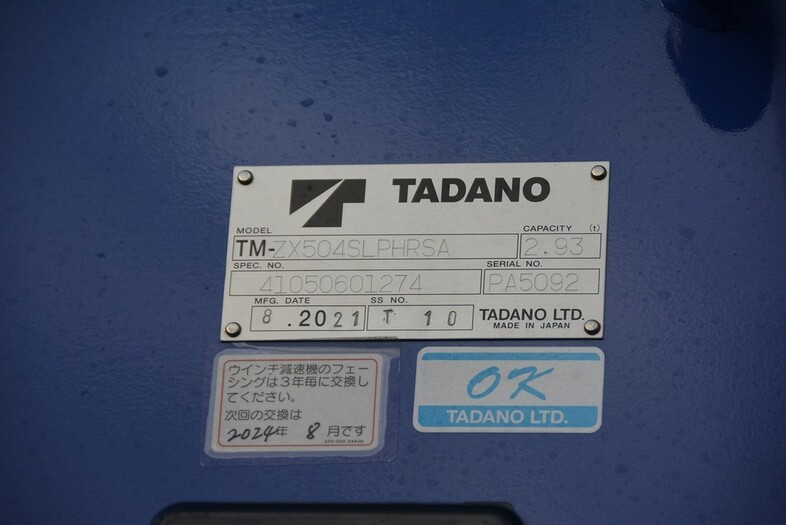 TADANO
MODEL
TM-ZX504SLPHRSA
CAPACITY (t)
2.93
SPEC. NO.
41050601274
SERIAL NO.
PA5092
MFG. DATE
8 .2021
SS NO.
T 10
TADANO LTD.
MADE IN JAPAN
ウインチ減速機のフェー
シングは3年毎に交換し
てください。
次回の交換は
2024年 8月です
OK
TADANO LTD.